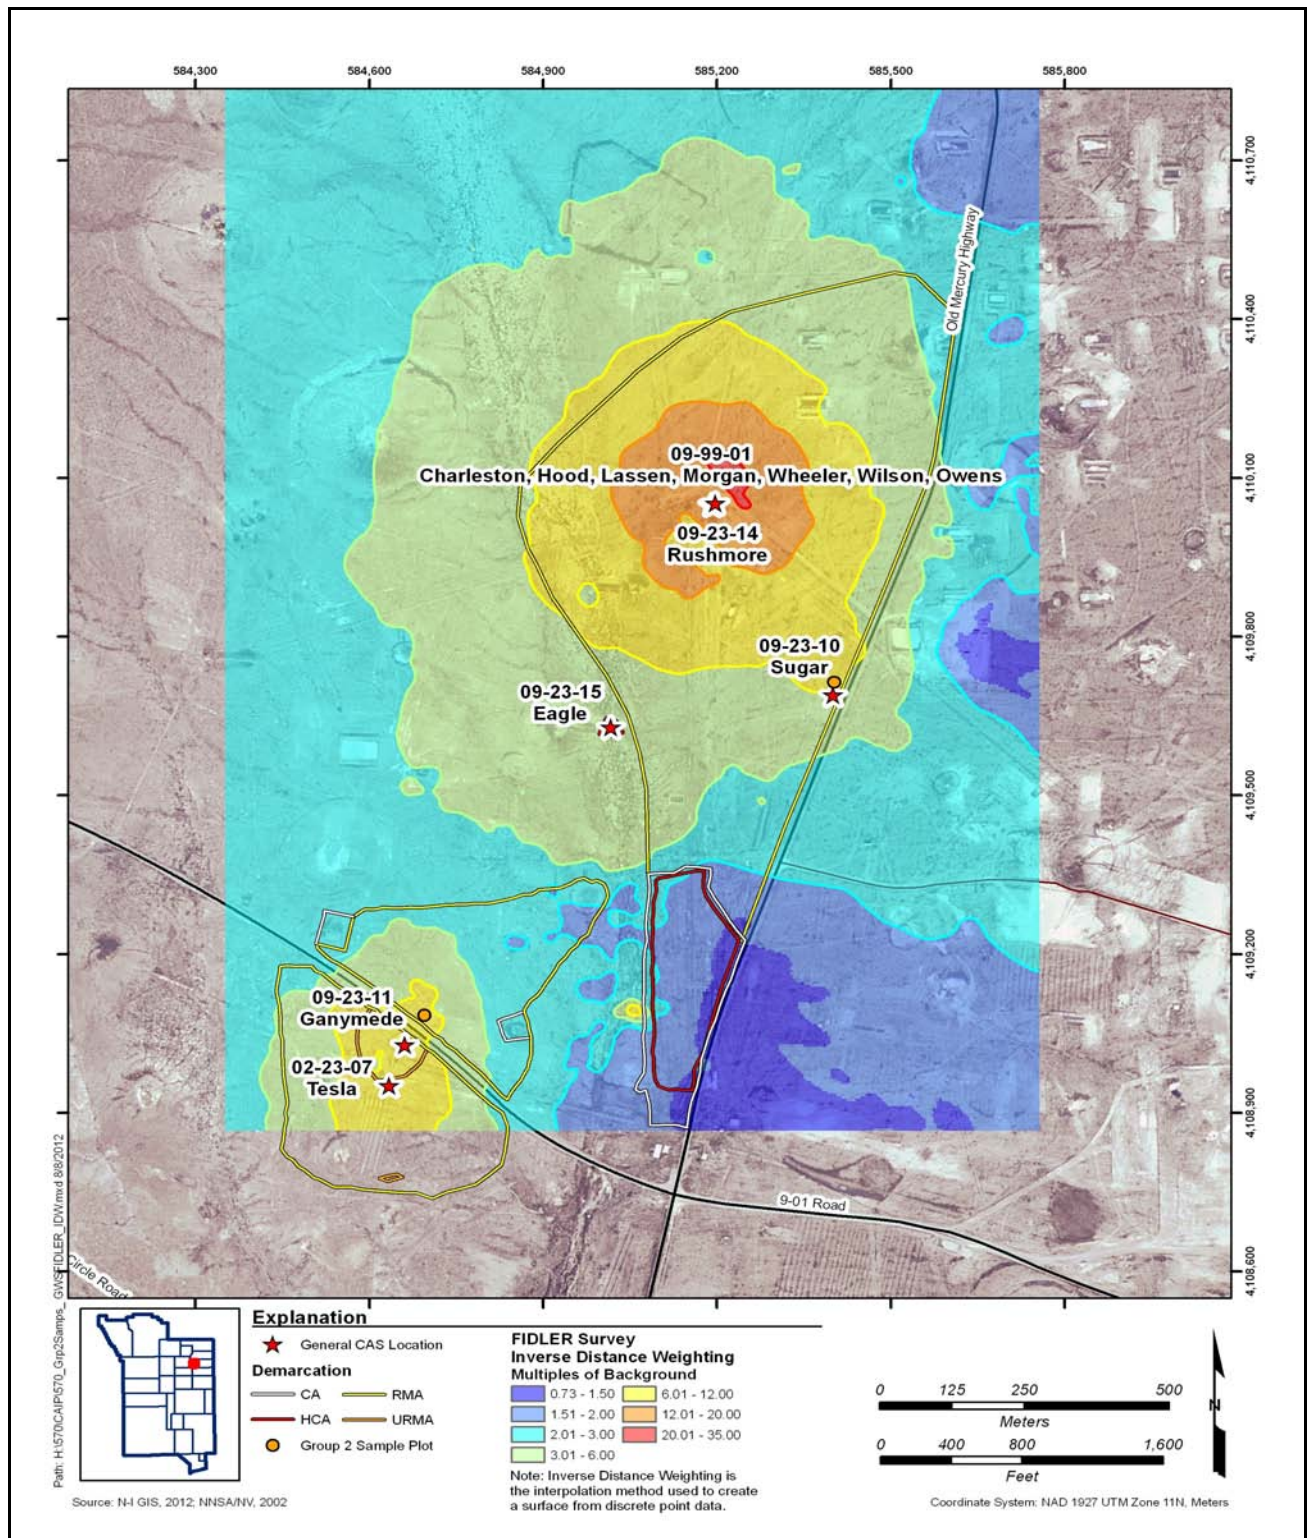 584,300
584,600
584,900
585,200
585,500
585,800
4,110,700
4,110,400
4,110,100
4,109,800
4,109,500
4,109,200
4,108,900
4,108,600
Old Mercury Highway
09-99-01
Charleston, Hood, Lassen, Morgan, Wheeler, Wilson, Owens
09-23-14
Rushmore
09-23-10
Sugar
09-23-15
Eagle
09-23-11
Ganymede
02-23-07
Tesla
9-01 Road
Circle Road
Path: H:\570\CAIP\570_Grp2Samps_GWSFIDLER_IDW.mxd 8/8/2012
Explanation
General CAS Location
Demarcation
CA
RMA
HCA
URMA
Group 2 Sample Plot
FIDLER Survey
Inverse Distance Weighting
Multiples of Background
0.73 - 1.50
6.01 - 12.00
1.51 - 2.00
12.01 - 20.00
2.01 - 3.00
20.01 - 35.00
3.01 - 6.00
Note: Inverse Distance Weighting is
the interpolation method used to create
a surface from discrete point data.
0 125 250 500
Meters
0 400 800 1,600
Feet
N
Source: N-I GIS, 2012; NNSA/NV, 2002
Coordinate System: NAD 1927 UTM Zone 11N, Meters